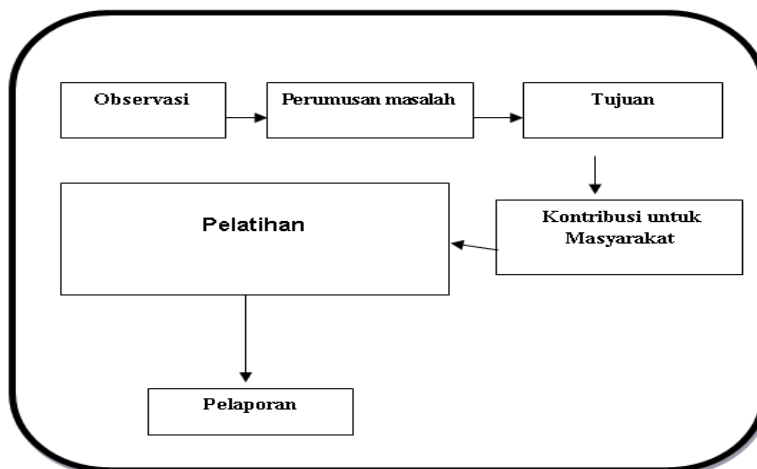 Observasi
Perumusan masalah
Tujuan
Kontribusi untuk
Masyarakat
Pelatihan
Pelaporan